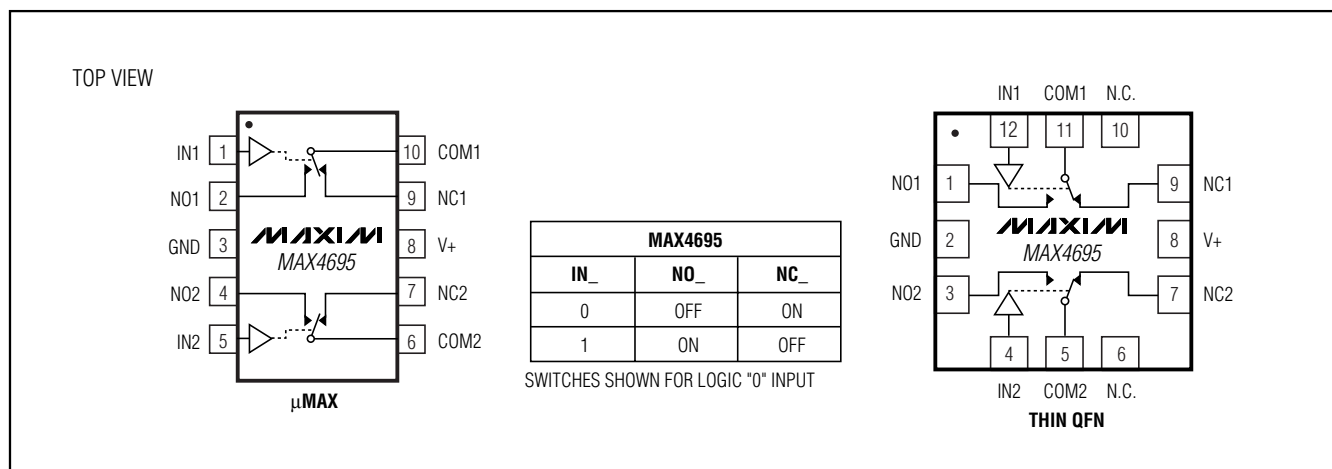 TOP VIEW
IN1 1
NO1 2
GND 3
NO2 4
IN2 5
10 COM1
9 NC1
8 V+
7 NC2
6 COM2
MAXIM
MAX4695
µMAX
MAX4695
IN_ NO_ NC_
0 OFF ON
1 ON OFF
SWITCHES SHOWN FOR LOGIC "0" INPUT
IN1 COM1 N.C.
12 11 10
NO1 1
GND 2
NO2 3
9 NC1
8 V+
7 NC2
MAXIM
MAX4695
4 5 6
IN2 COM2 N.C.
THIN QFN